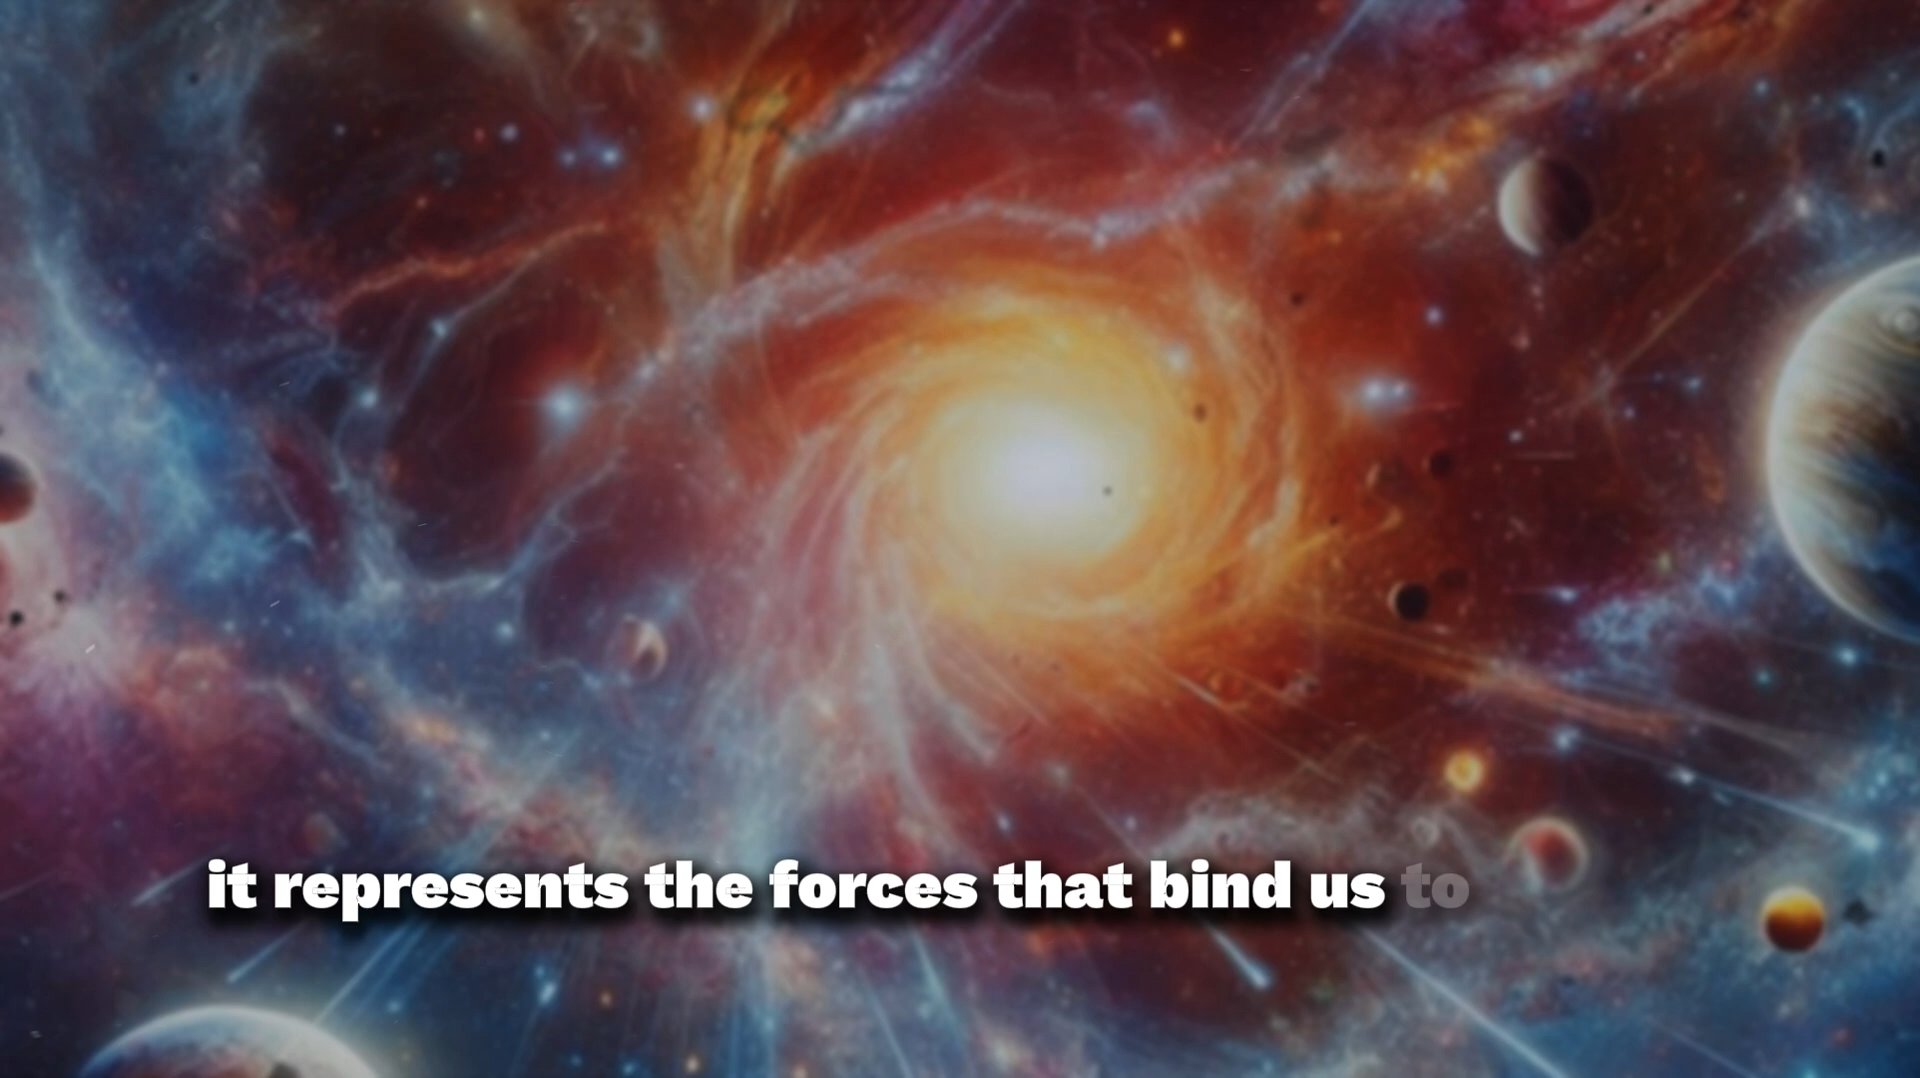 it represents the forces that bind us to